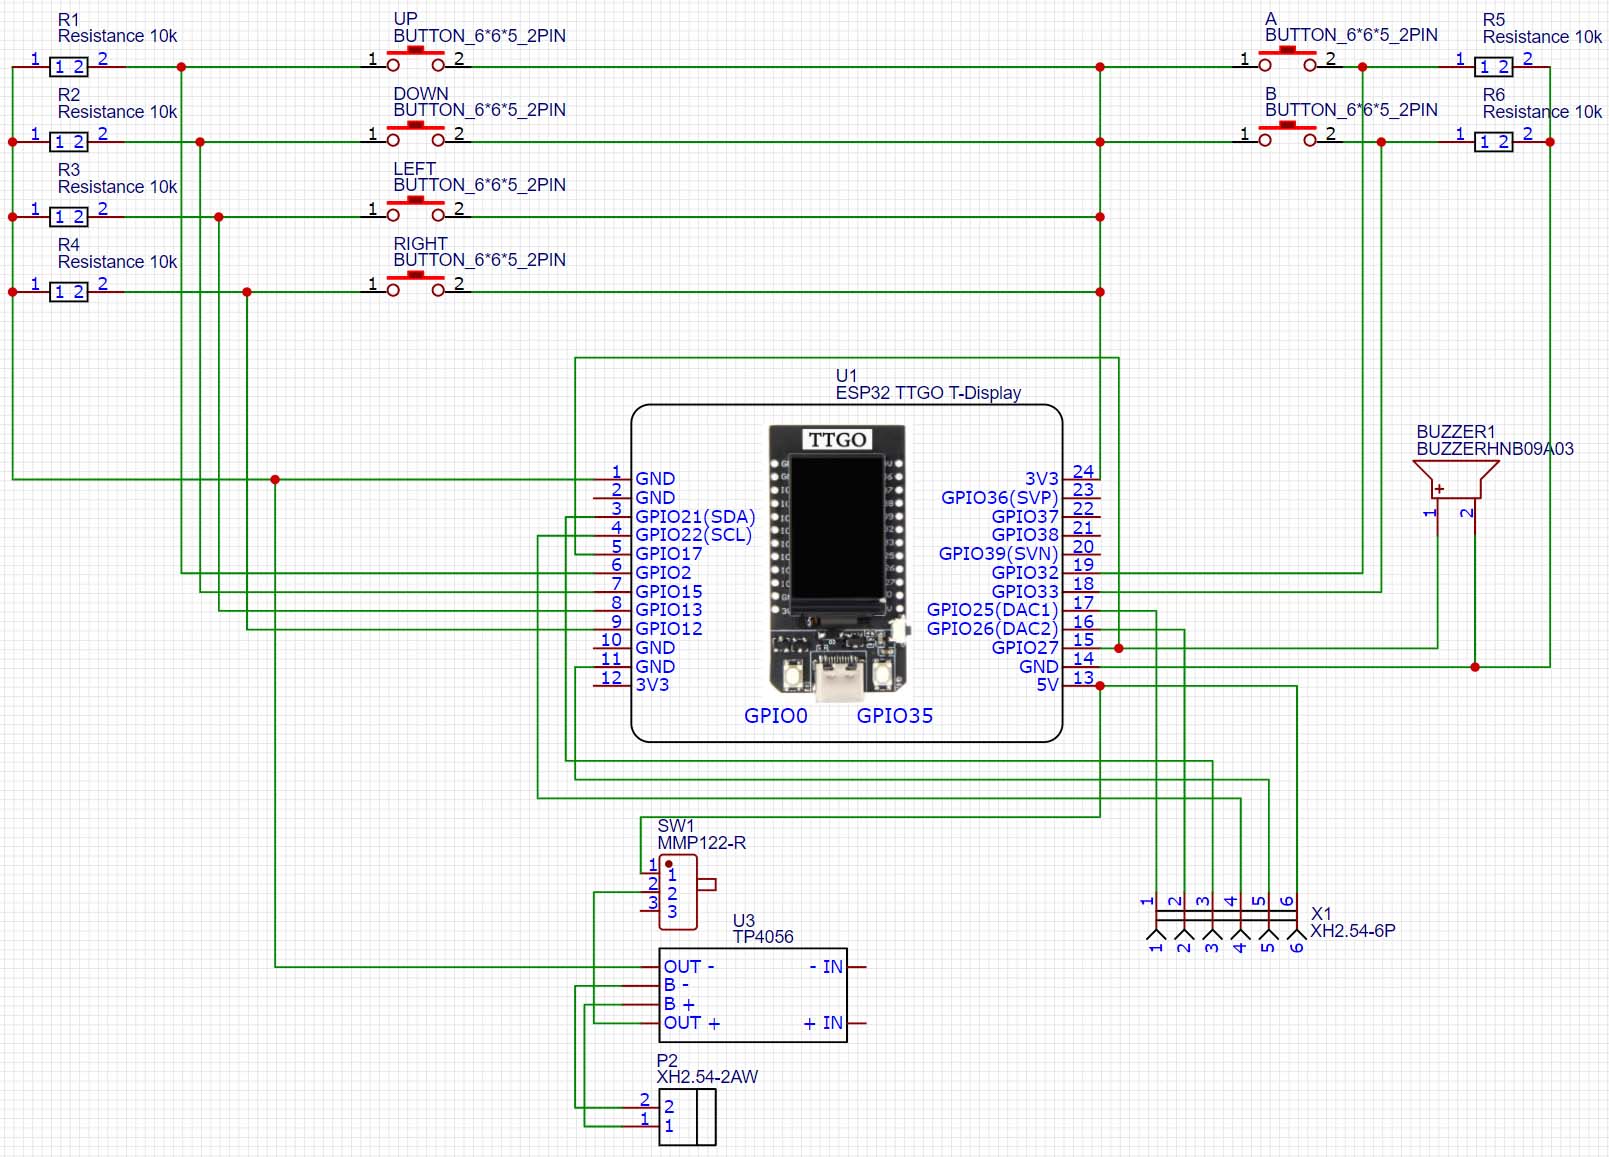 R1
Resistance 10k
1 1 2 2
UP
BUTTON_6*6*5_2PIN
1 2
A
BUTTON_6*6*5_2PIN
1 2
R5
Resistance 10k
1 1 2 2
R2
Resistance 10k
1 1 2 2
DOWN
BUTTON_6*6*5_2PIN
1 2
B
BUTTON_6*6*5_2PIN
1 2
R6
Resistance 10k
1 1 2 2
R3
Resistance 10k
1 1 2 2
LEFT
BUTTON_6*6*5_2PIN
1 2
R4
Resistance 10k
1 1 2 2
RIGHT
BUTTON_6*6*5_2PIN
1 2
U1
ESP32 TTGO T-Display
TTGO
1 GND
2 GND
3 GPIO21(SDA)
4 GPIO22(SCL)
5 GPIO17
6 GPIO2
7 GPIO15
8 GPIO13
9 GPIO12
10 GND
11 GND
12 3V3
3V3 24
GPIO36(SVP) 23
GPIO37 22
GPIO38 21
GPIO39(SVN) 20
GPIO32 19
GPIO33 18
GPIO25(DAC1) 17
GPIO26(DAC2) 16
GPIO27 15
GND 14
5V 13
GPIO0 GPIO35
BUZZER1
BUZZERHNB09A03
+
1 2
SW1
MMP122-R
1 1
2 2
3 3
U3
TP4056
OUT - - IN
B -
B +
OUT + + IN
P2
XH2.54-2AW
2 2
1 1
1 2 3 4 5 6
X1
XH2.54-6P
1 2 3 4 5 6